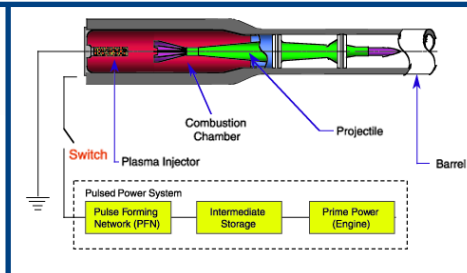 Combustion
Chamber
Projectile
Switch
Plasma Injector
Barrel
Pulsed Power System
Pulse Forming
Network (PFN)
Intermediate
Storage
Prime Power
(Engine)